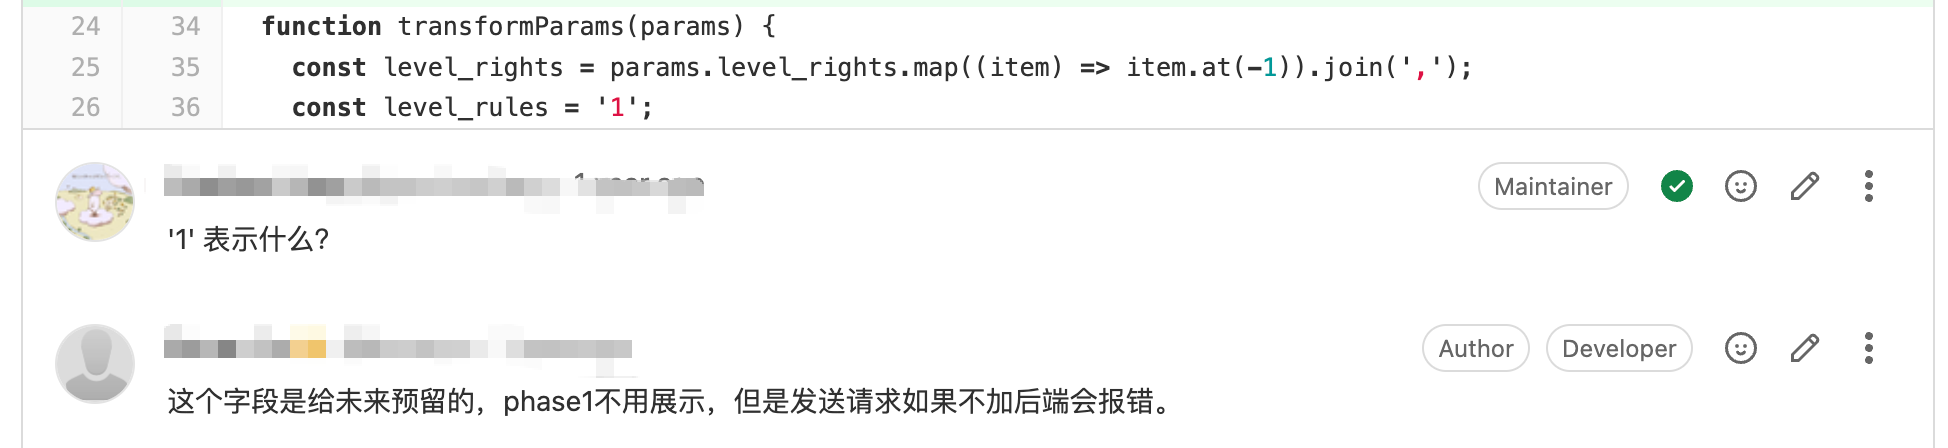 24 34 function transformParams(params) {
25 35 const level_rights = params.level_rights.map((item) => item.at(-1)).join(',');
26 36 const level_rules = '1';
Maintainer
'1' 表示什么?
Author Developer
这个字段是给未来预留的，phase1不用展示，但是发送请求如果不加后端会报错。